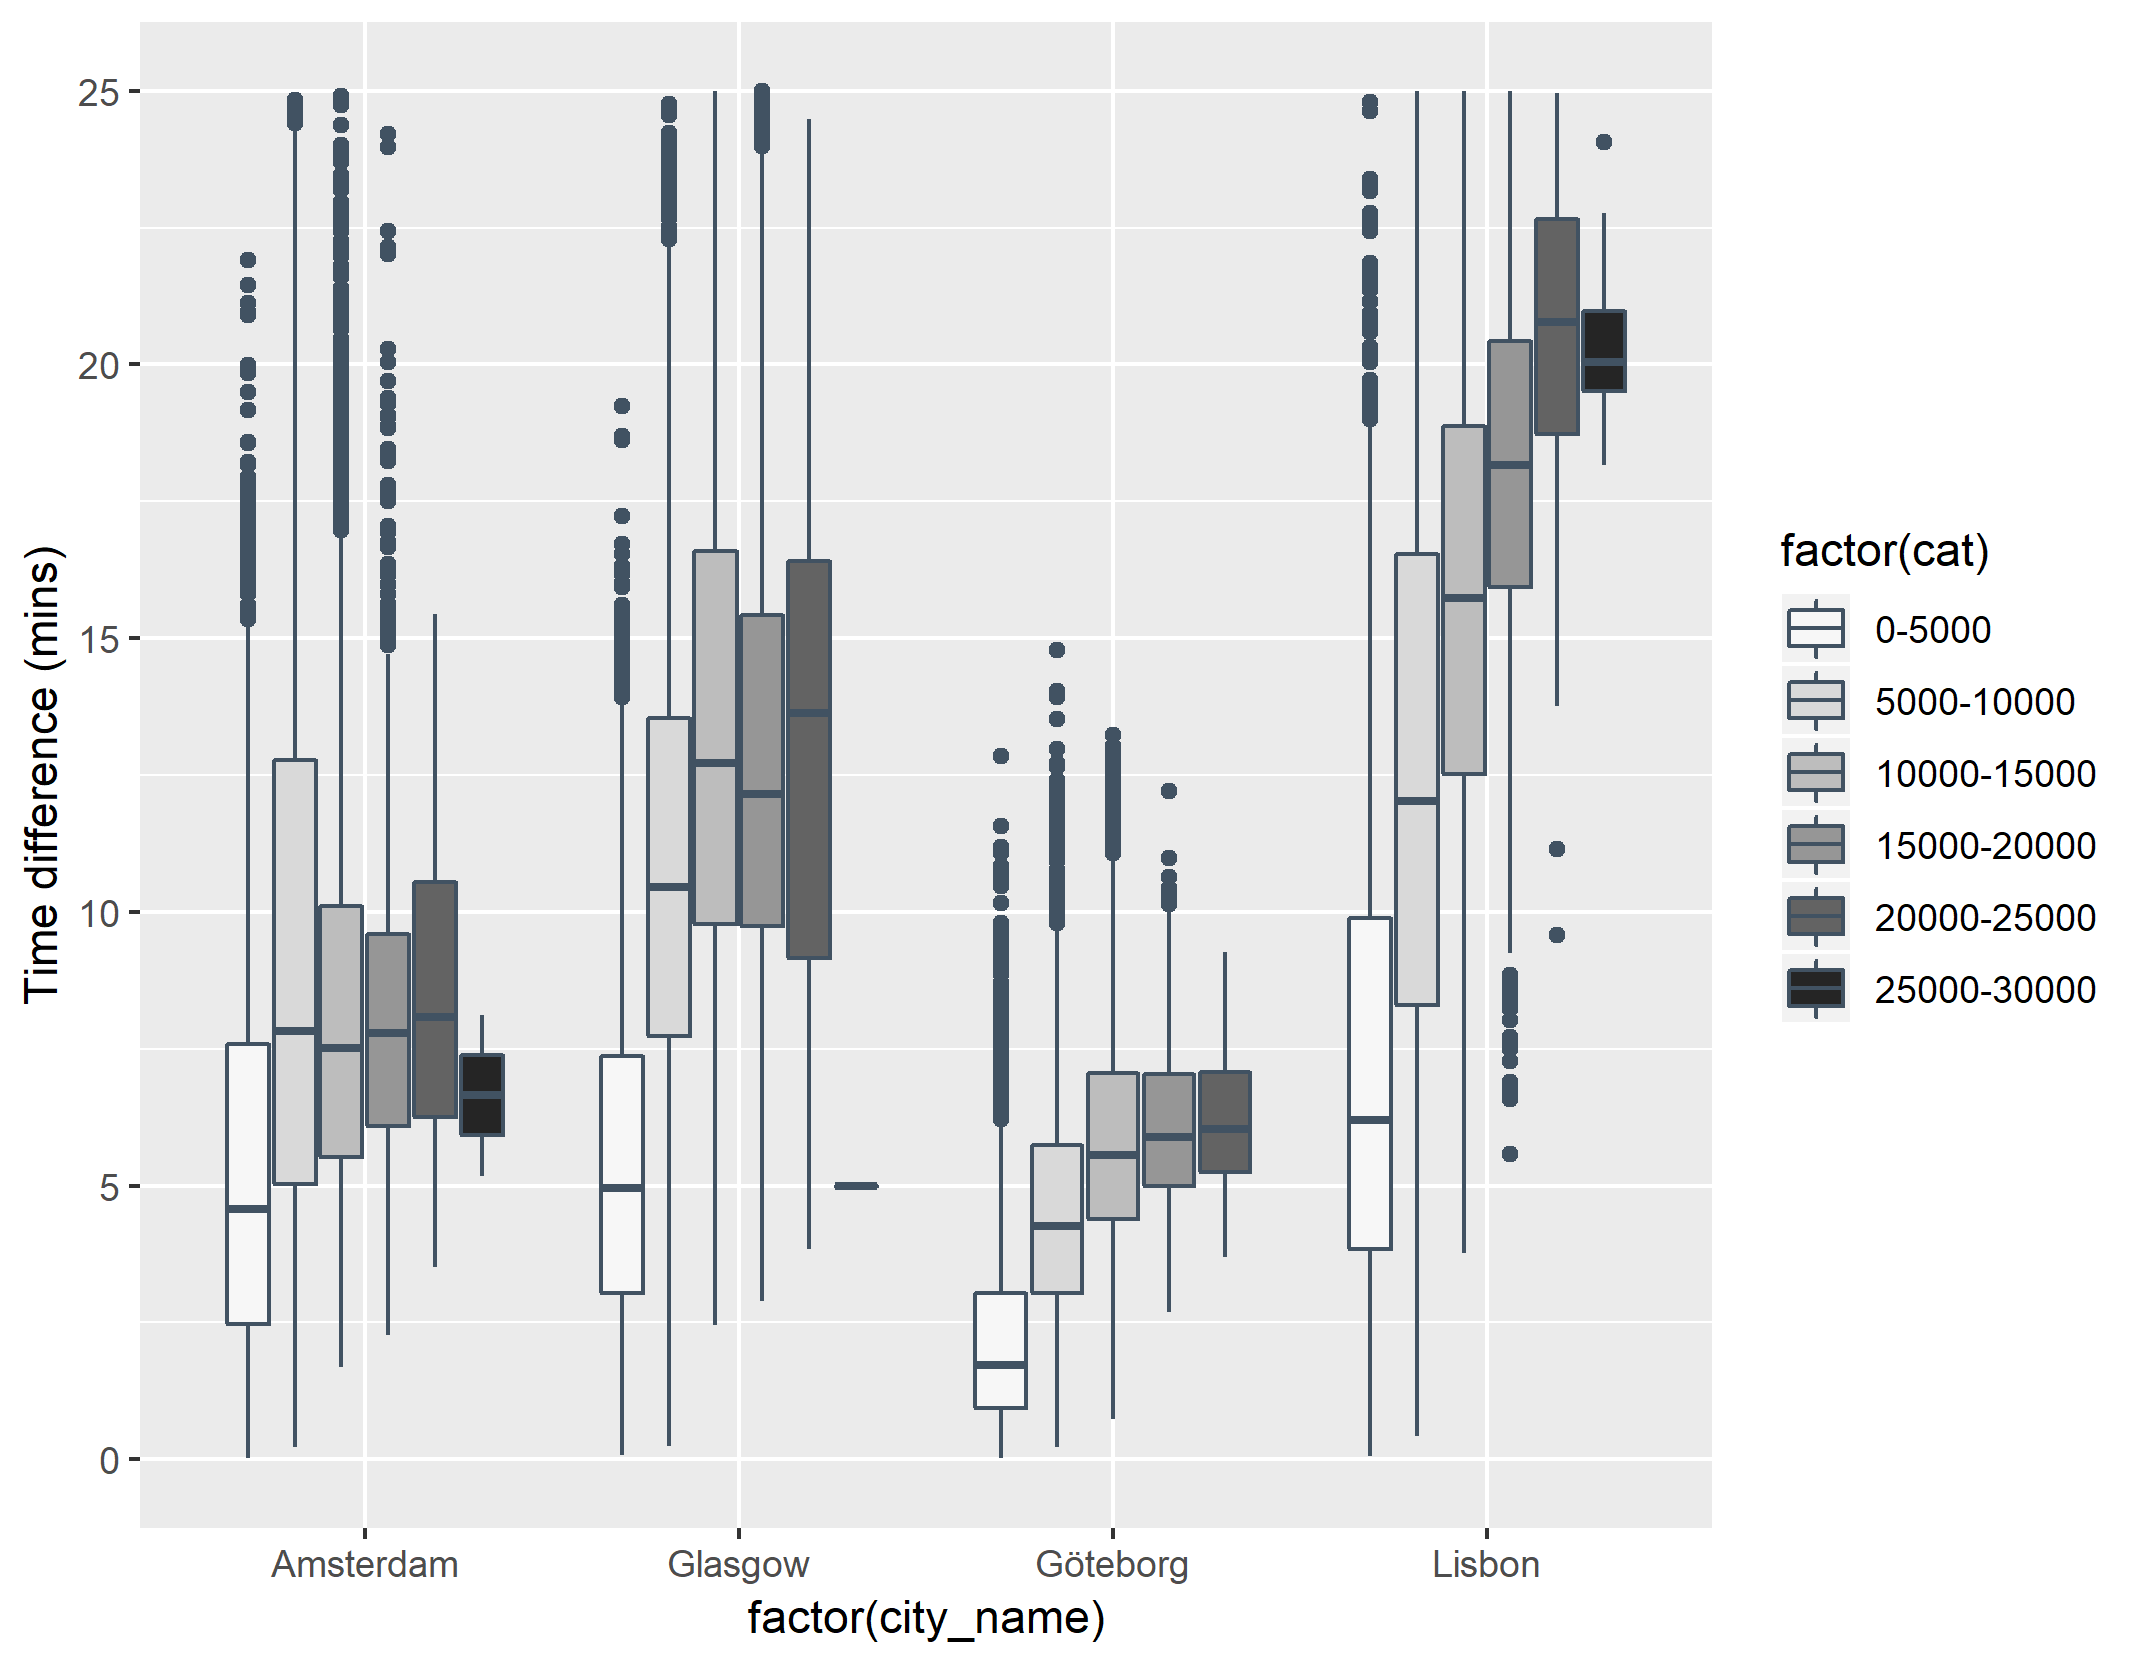 Time difference (mins)
25
20
15
10
5
0
Amsterdam
Glasgow
Göteborg
Lisbon
factor(city_name)
factor(cat)
0-5000
5000-10000
10000-15000
15000-20000
20000-25000
25000-30000